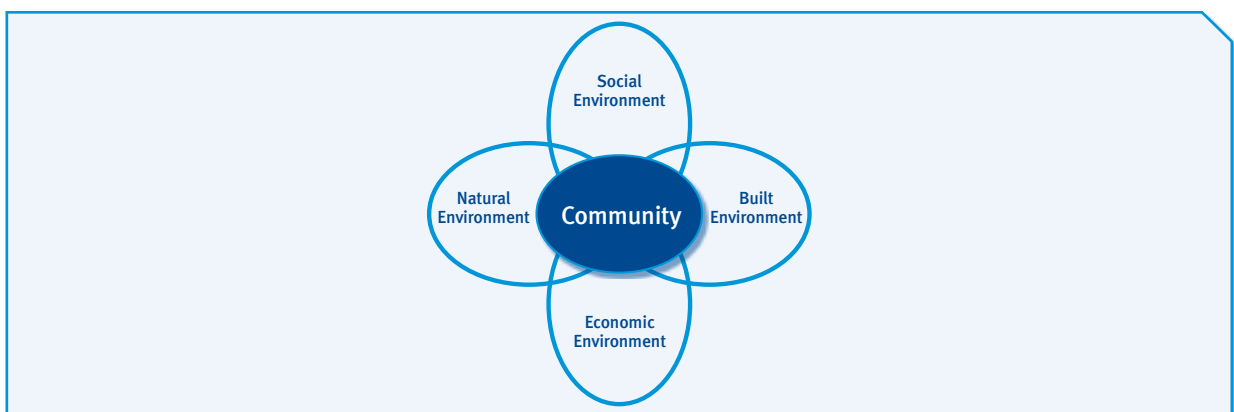 Social
Environment
Natural
Environment
Community
Built
Environment
Economic
Environment